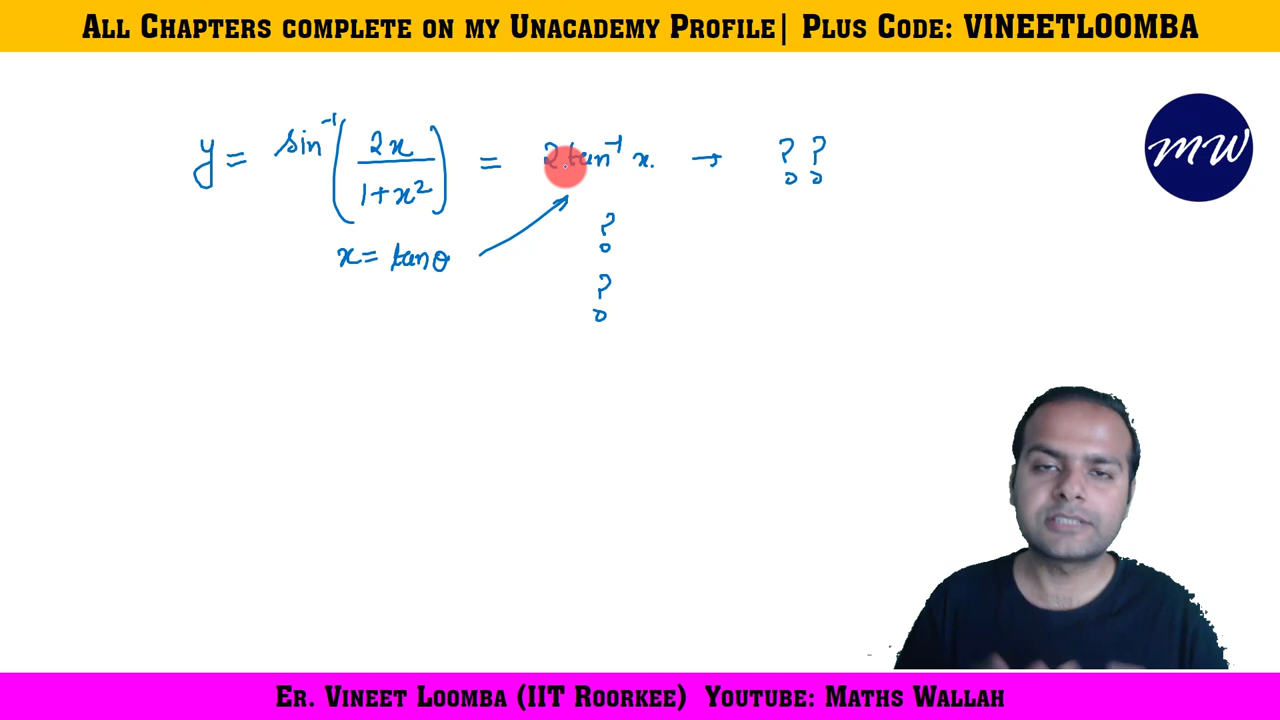 ALL CHAPTERS COMPLETE ON MY UNACADEMY PROFILE| PLUS CODE: VINEETLOOMBA
MW
y = sin⁻¹(2x/(1+x²)) = 2tan⁻¹ x. → ? ?
x = tanθ
?
?
ER. VINEET LOOMBA (IIT ROORKEE) YOUTUBE: MATHS WALLAH